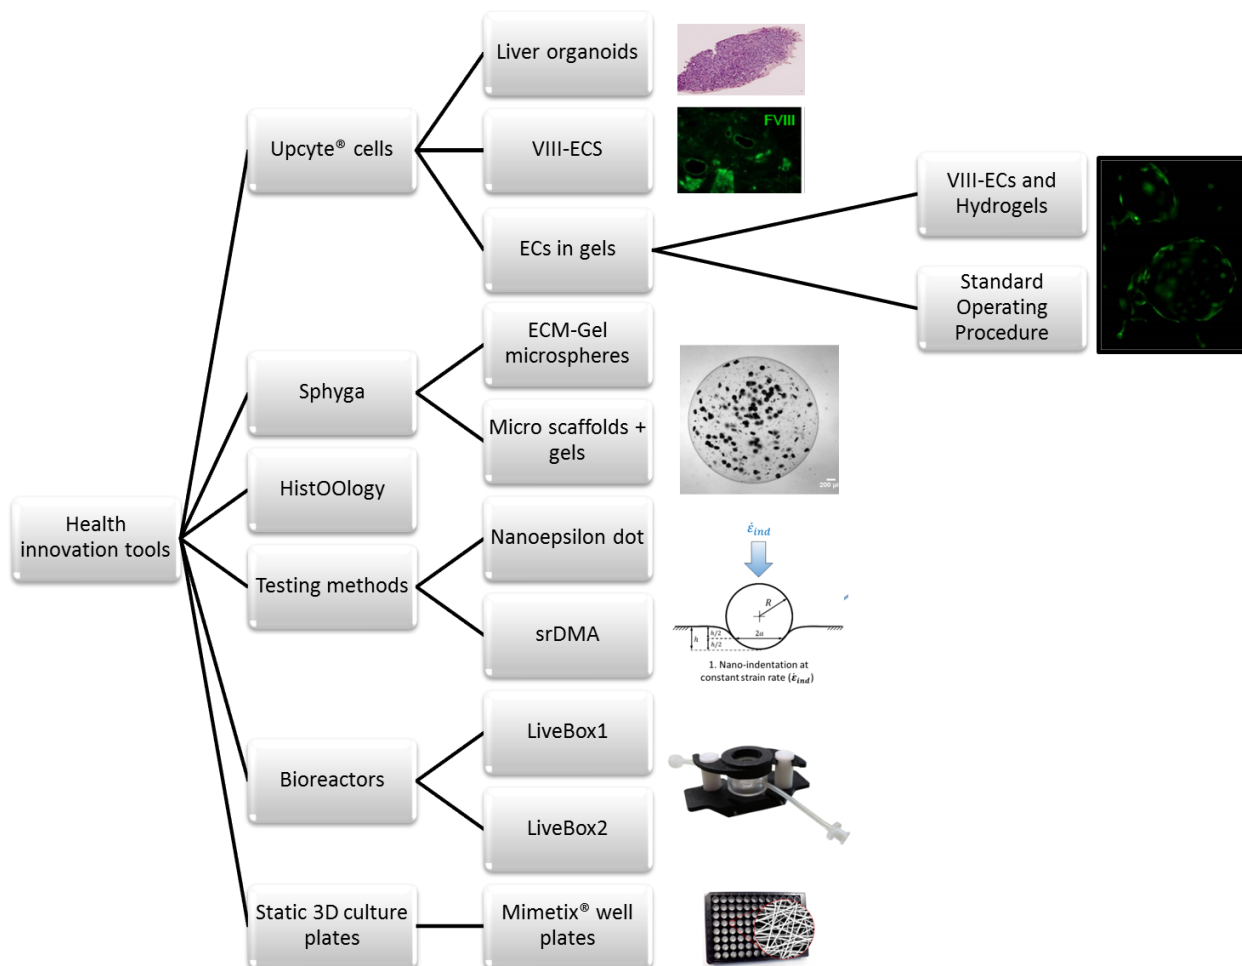 Liver organoids
FVIII
Upcyte® cells
VIII-ECS
VIII-ECs and
Hydrogels
ECs in gels
Standard
Operating
Procedure
ECM-Gel
microspheres
Sphyga
Micro scaffolds +
gels
200 µ
HistOOlogy
Health
innovation tools
Nanoepsilon dot
ε̇ind
Testing methods
R
srDMA
h
h/2
h/2
2a
1. Nano-indentation at
constant strain rate (ε̇ind)
LiveBox1
Bioreactors
LiveBox2
Static 3D culture
plates
Mimetix® well
plates